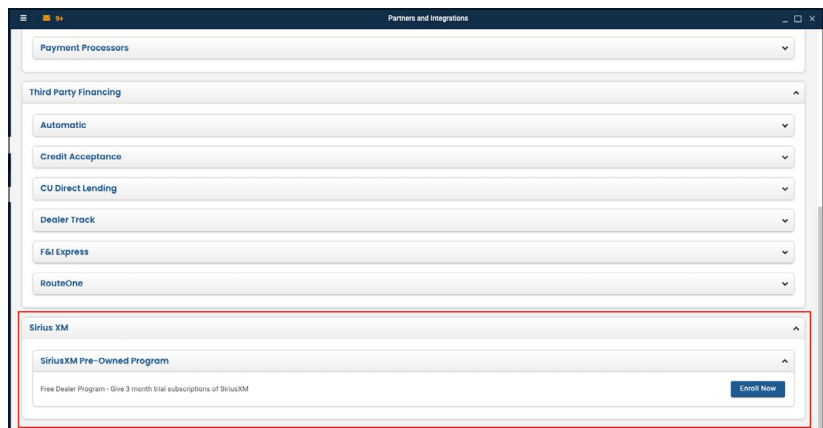 9+ Partners and Integrations
Payment Processors
Third Party Financing
Automatic
Credit Acceptance
CU Direct Lending
Dealer Track
F&I Express
RouteOne
Sirius XM
SiriusXM Pre-Owned Program
Free Dealer Program - Give 3 month trial subscriptions of SiriusXM Enroll Now